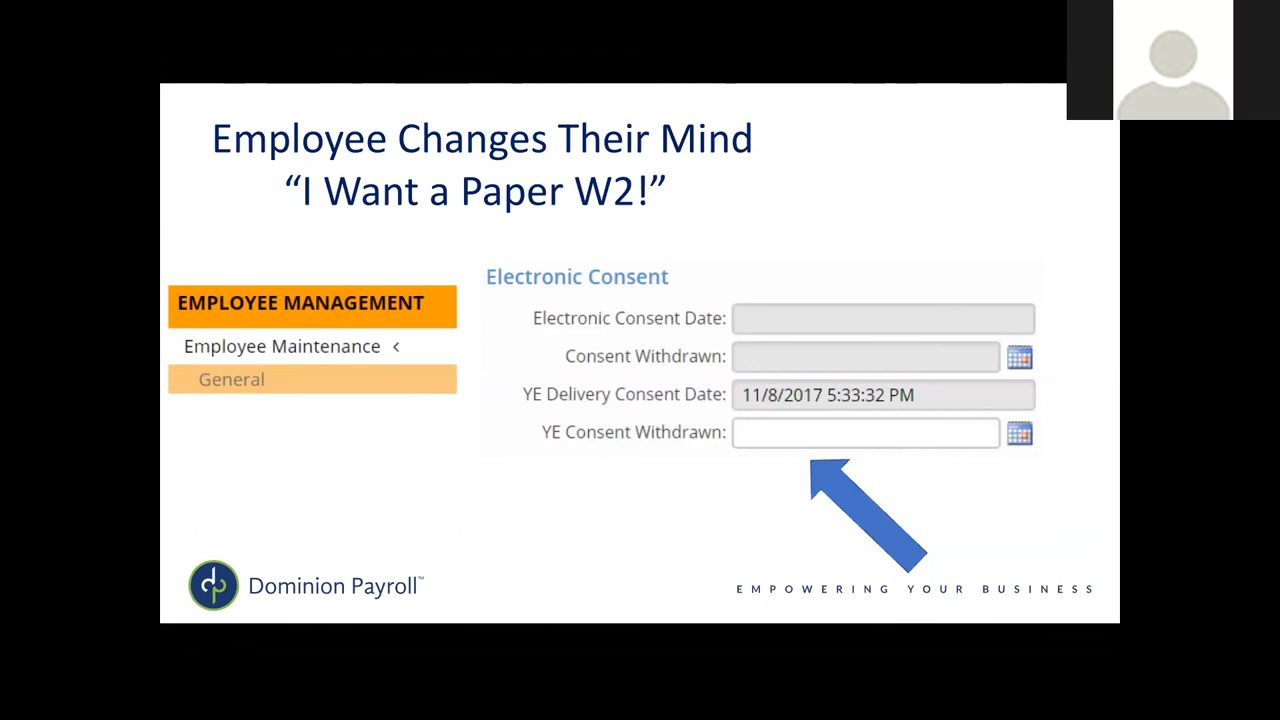 Employee Changes Their Mind
“I Want a Paper W2!”
EMPLOYEE MANAGEMENT
Employee Maintenance <
General
Electronic Consent
Electronic Consent Date:
Consent Withdrawn:
YE Delivery Consent Date: 11/8/2017 5:33:32 PM
YE Consent Withdrawn:
dp Dominion Payroll™
EMPOWERING YOUR BUSINESS